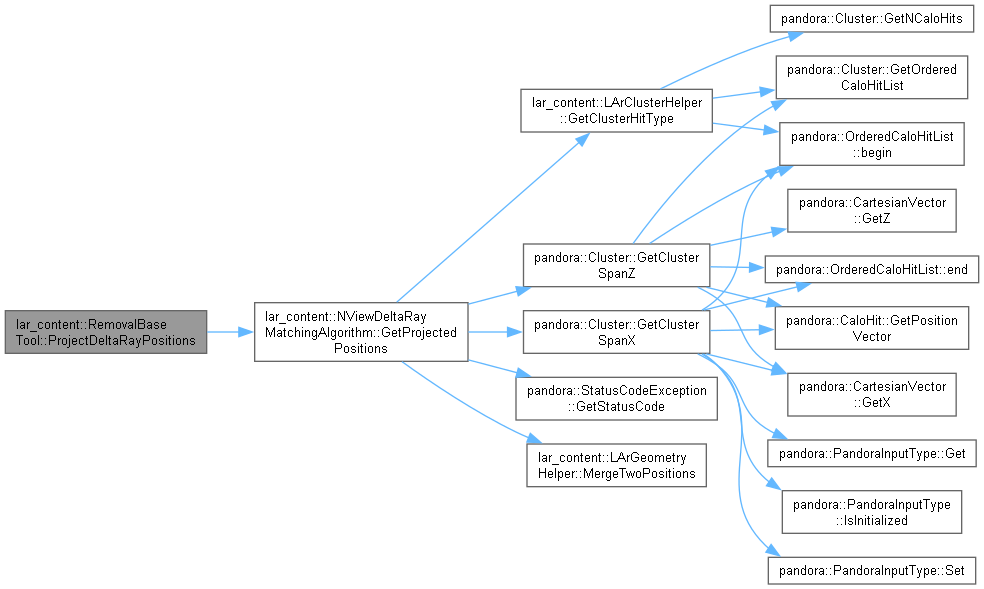 lar_content::RemovalBase
Tool::ProjectDeltaRayPositions
lar_content::NViewDeltaRay
MatchingAlgorithm::GetProjected
Positions
lar_content::LArClusterHelper
::GetClusterHitType
pandora::Cluster::GetCluster
SpanZ
pandora::Cluster::GetCluster
SpanX
pandora::StatusCodeException
::GetStatusCode
lar_content::LArGeometry
Helper::MergeTwoPositions
pandora::Cluster::GetNCaloHits
pandora::Cluster::GetOrdered
CaloHitList
pandora::OrderedCaloHitList
::begin
pandora::CartesianVector
::GetZ
pandora::OrderedCaloHitList::end
pandora::CaloHit::GetPosition
Vector
pandora::CartesianVector
::GetX
pandora::PandoraInputType::Get
pandora::PandoraInputType
::IsInitialized
pandora::PandoraInputType::Set